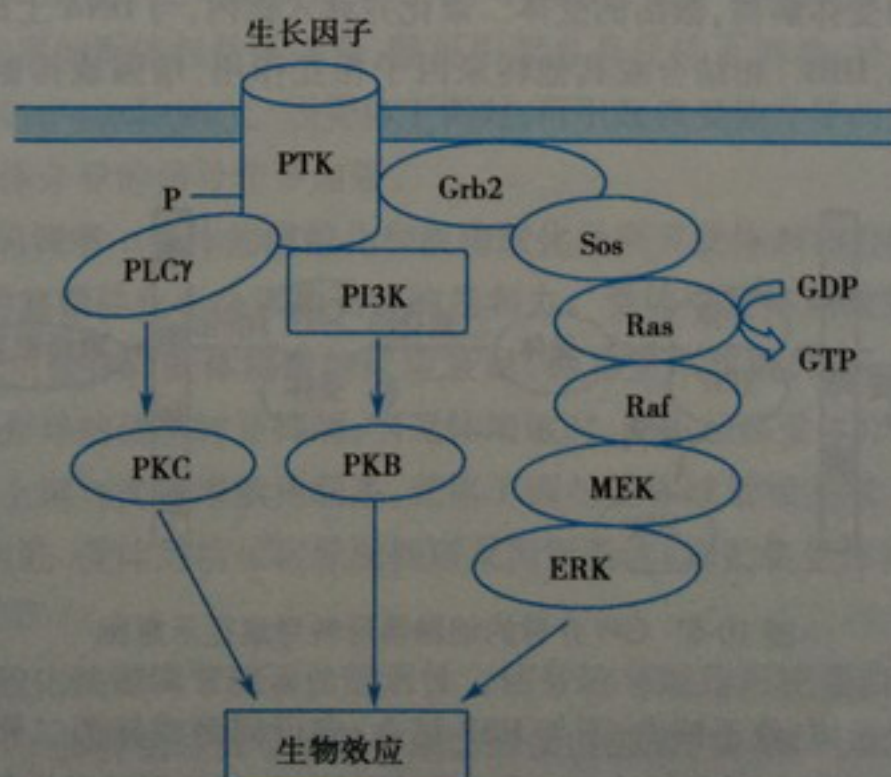 生长因子
PTK
P
Grb2
PLCγ
Sos
PI3K
GDP
Ras
GTP
Raf
PKC
PKB
MEK
ERK
生物效应